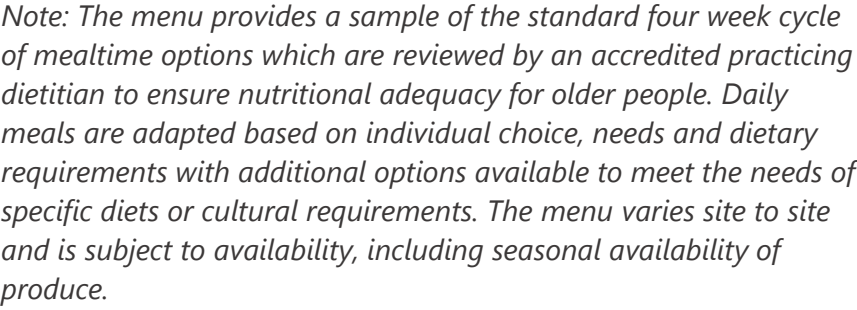 Note: The menu provides a sample of the standard four week cycle
of mealtime options which are reviewed by an accredited practicing
dietitian to ensure nutritional adequacy for older people. Daily
meals are adapted based on individual choice, needs and dietary
requirements with additional options available to meet the needs of
specific diets or cultural requirements. The menu varies site to site
and is subject to availability, including seasonal availability of
produce.